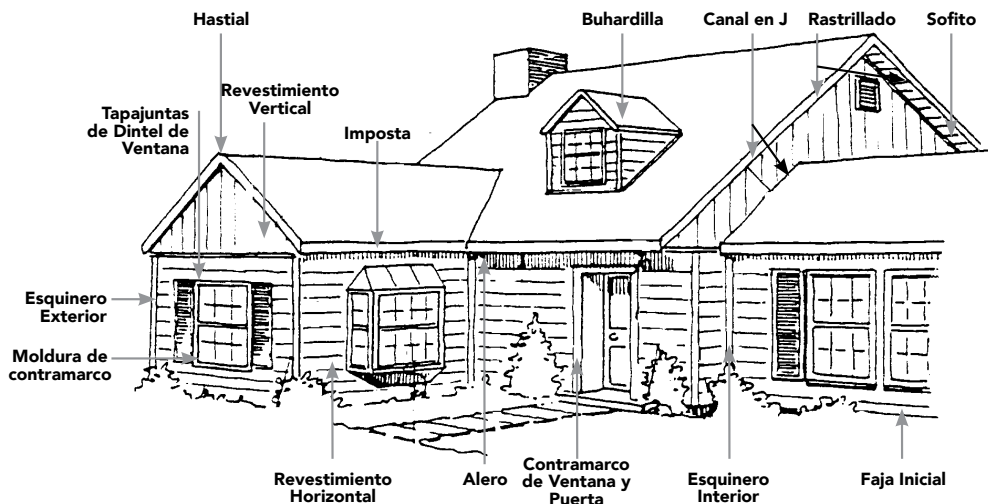 Hastial
Buhardilla
Canal en J
Rastrillado
Sofito
Revestimiento
Vertical
Tapajuntas
de Dintel de
Ventana
Imposta
Esquinero
Exterior
Moldura de
contramarco
Revestimiento
Horizontal
Alero
Contramarco
de Ventana y
Puerta
Esquinero
Interior
Faja Inicial